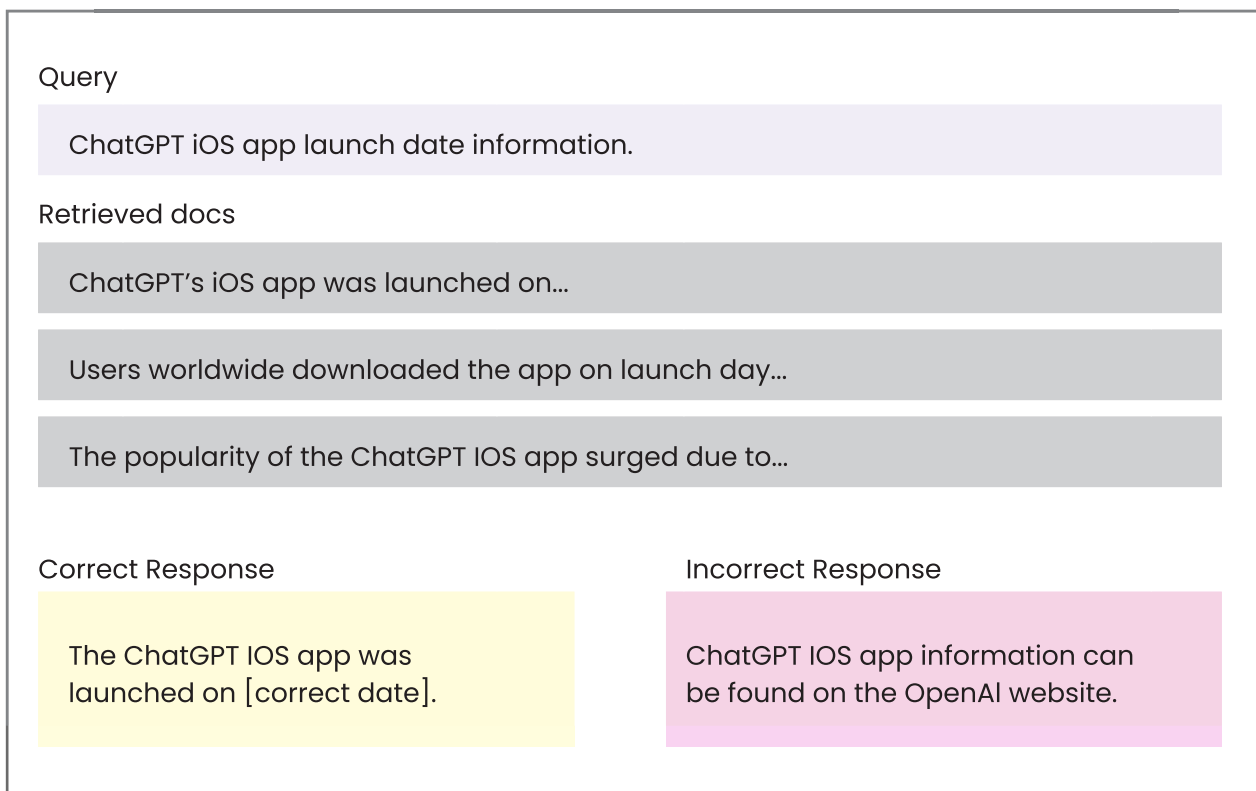 Query
ChatGPT iOS app launch date information.
Retrieved docs
ChatGPT’s iOS app was launched on...
Users worldwide downloaded the app on launch day...
The popularity of the ChatGPT IOS app surged due to...
Correct Response
The ChatGPT IOS app was
launched on [correct date].
Incorrect Response
ChatGPT IOS app information can
be found on the OpenAl website.